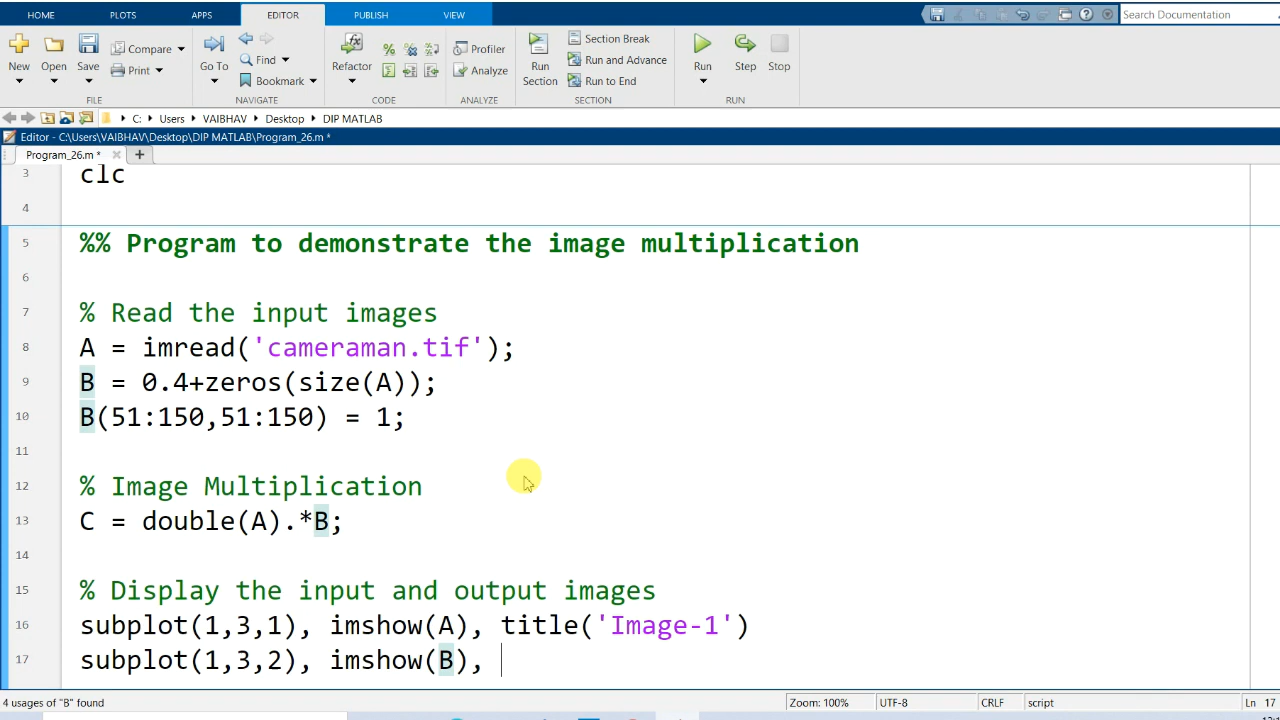 HOME PLOTS APPS EDITOR PUBLISH VIEW Search Documentation
New Open Save Compare Print Go To Find Bookmark Refactor Profiler Analyze Run Section Section Break Run and Advance Run to End Run Step Stop
FILE NAVIGATE CODE ANALYZE SECTION RUN
C: Users VAIBHAV Desktop DIP MATLAB
Editor - C:\Users\VAIBHAV\Desktop\DIP MATLAB\Program_26.m *
Program_26.m * × +
3 clc
4
5 %% Program to demonstrate the image multiplication
6
7 % Read the input images
8 A = imread('cameraman.tif');
9 B = 0.4+zeros(size(A));
10 B(51:150,51:150) = 1;
11
12 % Image Multiplication
13 C = double(A).*B;
14
15 % Display the input and output images
16 subplot(1,3,1), imshow(A), title('Image-1')
17 subplot(1,3,2), imshow(B),
4 usages of "B" found Zoom: 100% UTF-8 CRLF script Ln 17